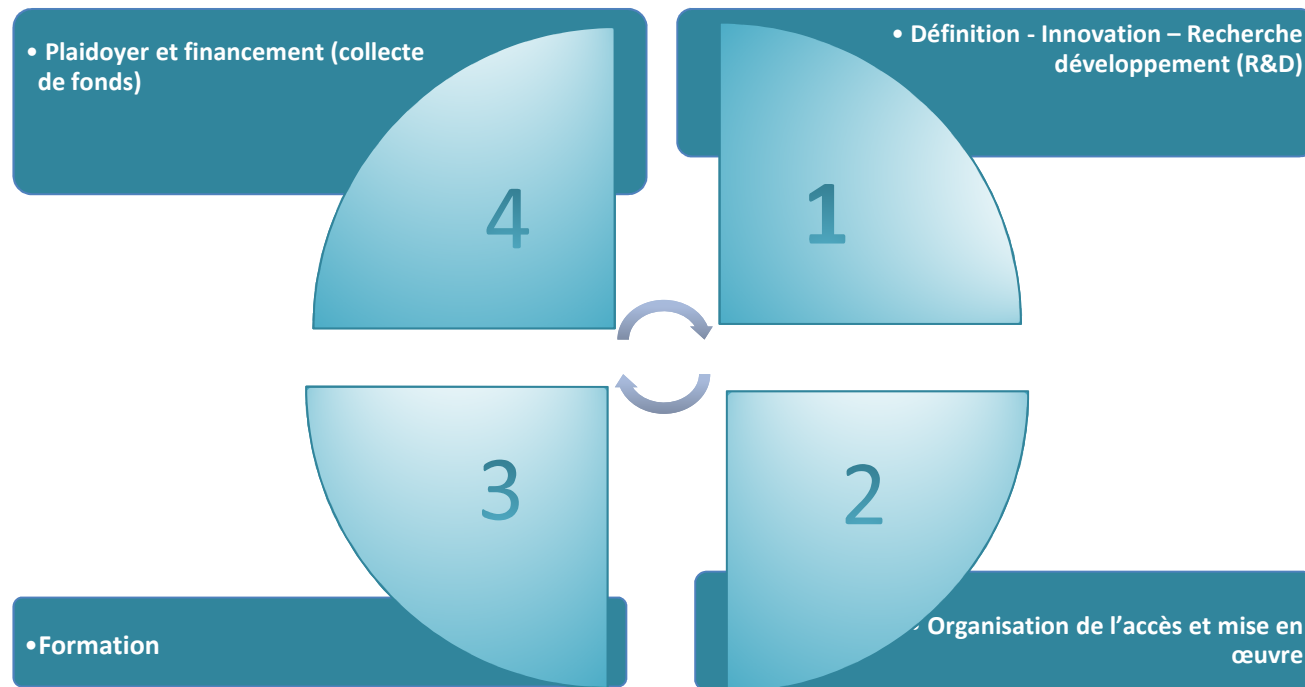 • Plaidoyer et financement (collecte
de fonds)
• Définition - Innovation – Recherche
développement (R&D)
4
1
3
2
•Formation
• Organisation de l’accès et mise en
œuvre